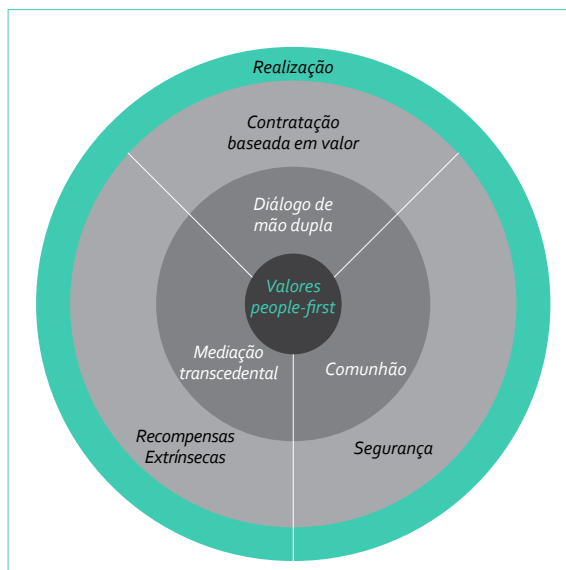 Realização
Contratação
baseada em valor
Diálogo de
mão dupla
Valores
people-first
Mediação
transcedental
Comunhão
Recompensas
Extrínsecas
Segurança